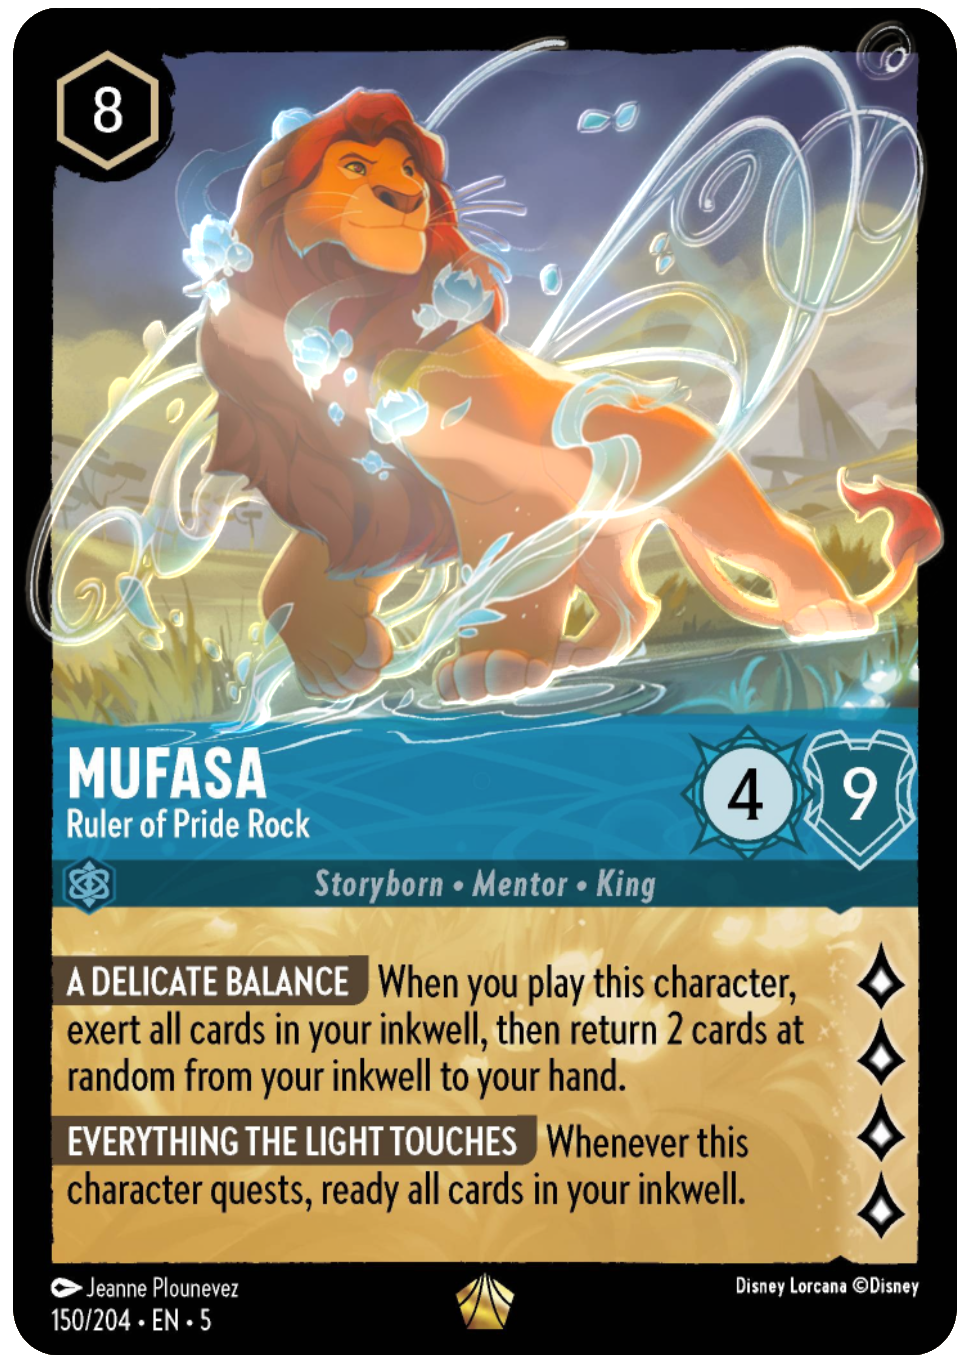 8
MUFASA
Ruler of Pride Rock
4
9
Storyborn • Mentor • King
A DELICATE BALANCE When you play this character,
exert all cards in your inkwell, then return 2 cards at
random from your inkwell to your hand.
EVERYTHING THE LIGHT TOUCHES Whenever this
character quests, ready all cards in your inkwell.
Jeanne Plounevez
Disney Lorcana ©Disney
150/204 • EN • 5